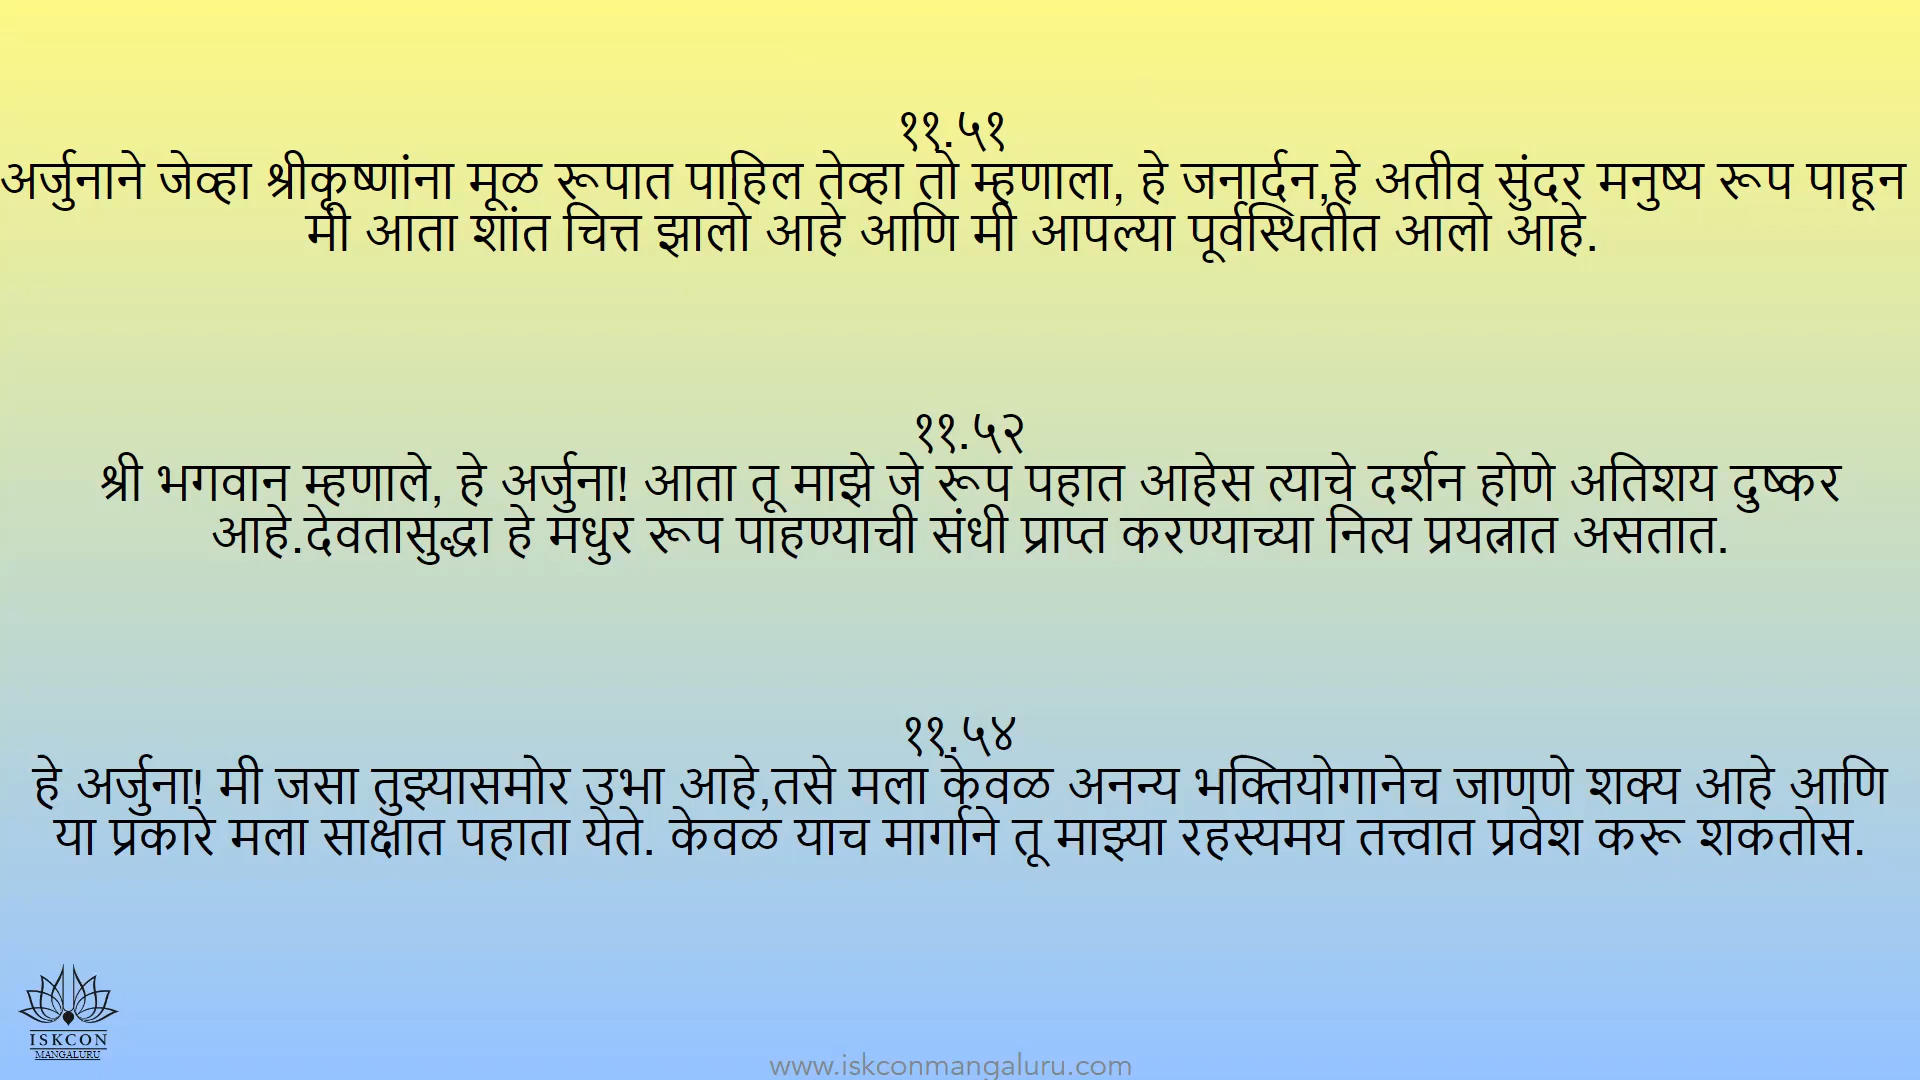 ११.५१
अर्जुनाने जेव्हा श्रीकृष्णांना मूळ रूपात पाहिल तेव्हा तो म्हणाला, हे जनार्दन,हे अतीव सुंदर मनुष्य रूप पाहून
मी आता शांत चित्त झालो आहे आणि मी आपल्या पूर्वस्थितीत आलो आहे.
११.५२
श्री भगवान म्हणाले, हे अर्जुना! आता तू माझे जे रूप पहात आहेस त्याचे दर्शन होणे अतिशय दुष्कर
आहे.देवतासुद्धा हे मधुर रूप पाहण्याची संधी प्राप्त करण्याच्या नित्य प्रयत्नात असतात.
११.५४
हे अर्जुना! मी जसा तुझ्यासमोर उभा आहे,तसे मला केवळ अनन्य भक्तियोगानेच जाणणे शक्य आहे आणि
या प्रकारे मला साक्षात पहाता येते. केवळ याच मार्गाने तू माझ्या रहस्यमय तत्त्वात प्रवेश करू शकतोस.
ISKCON
MANGALURU
www.iskconmangaluru.com